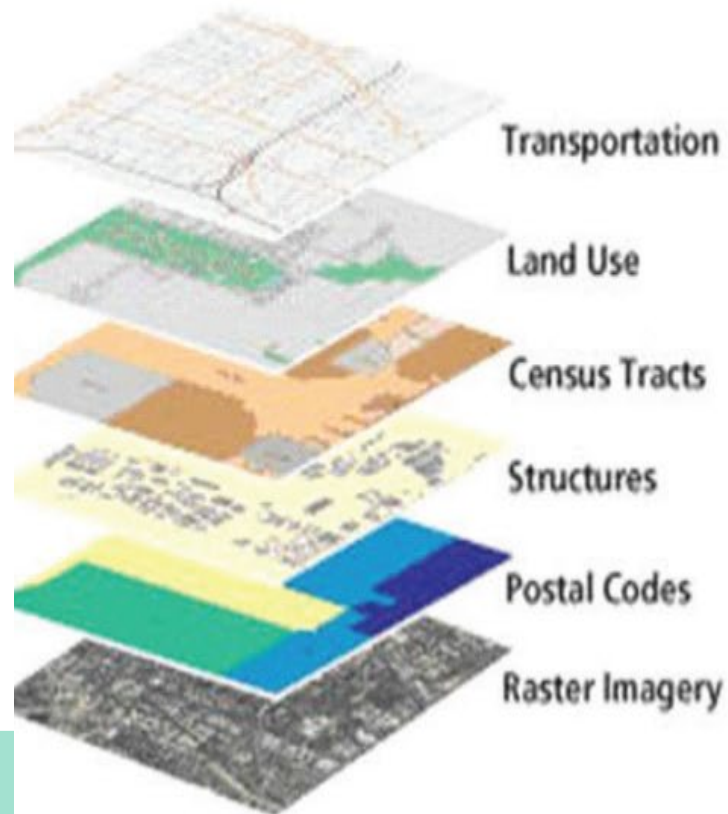 Transportation
Land Use
Census Tracts
Structures
Postal Codes
Raster Imagery